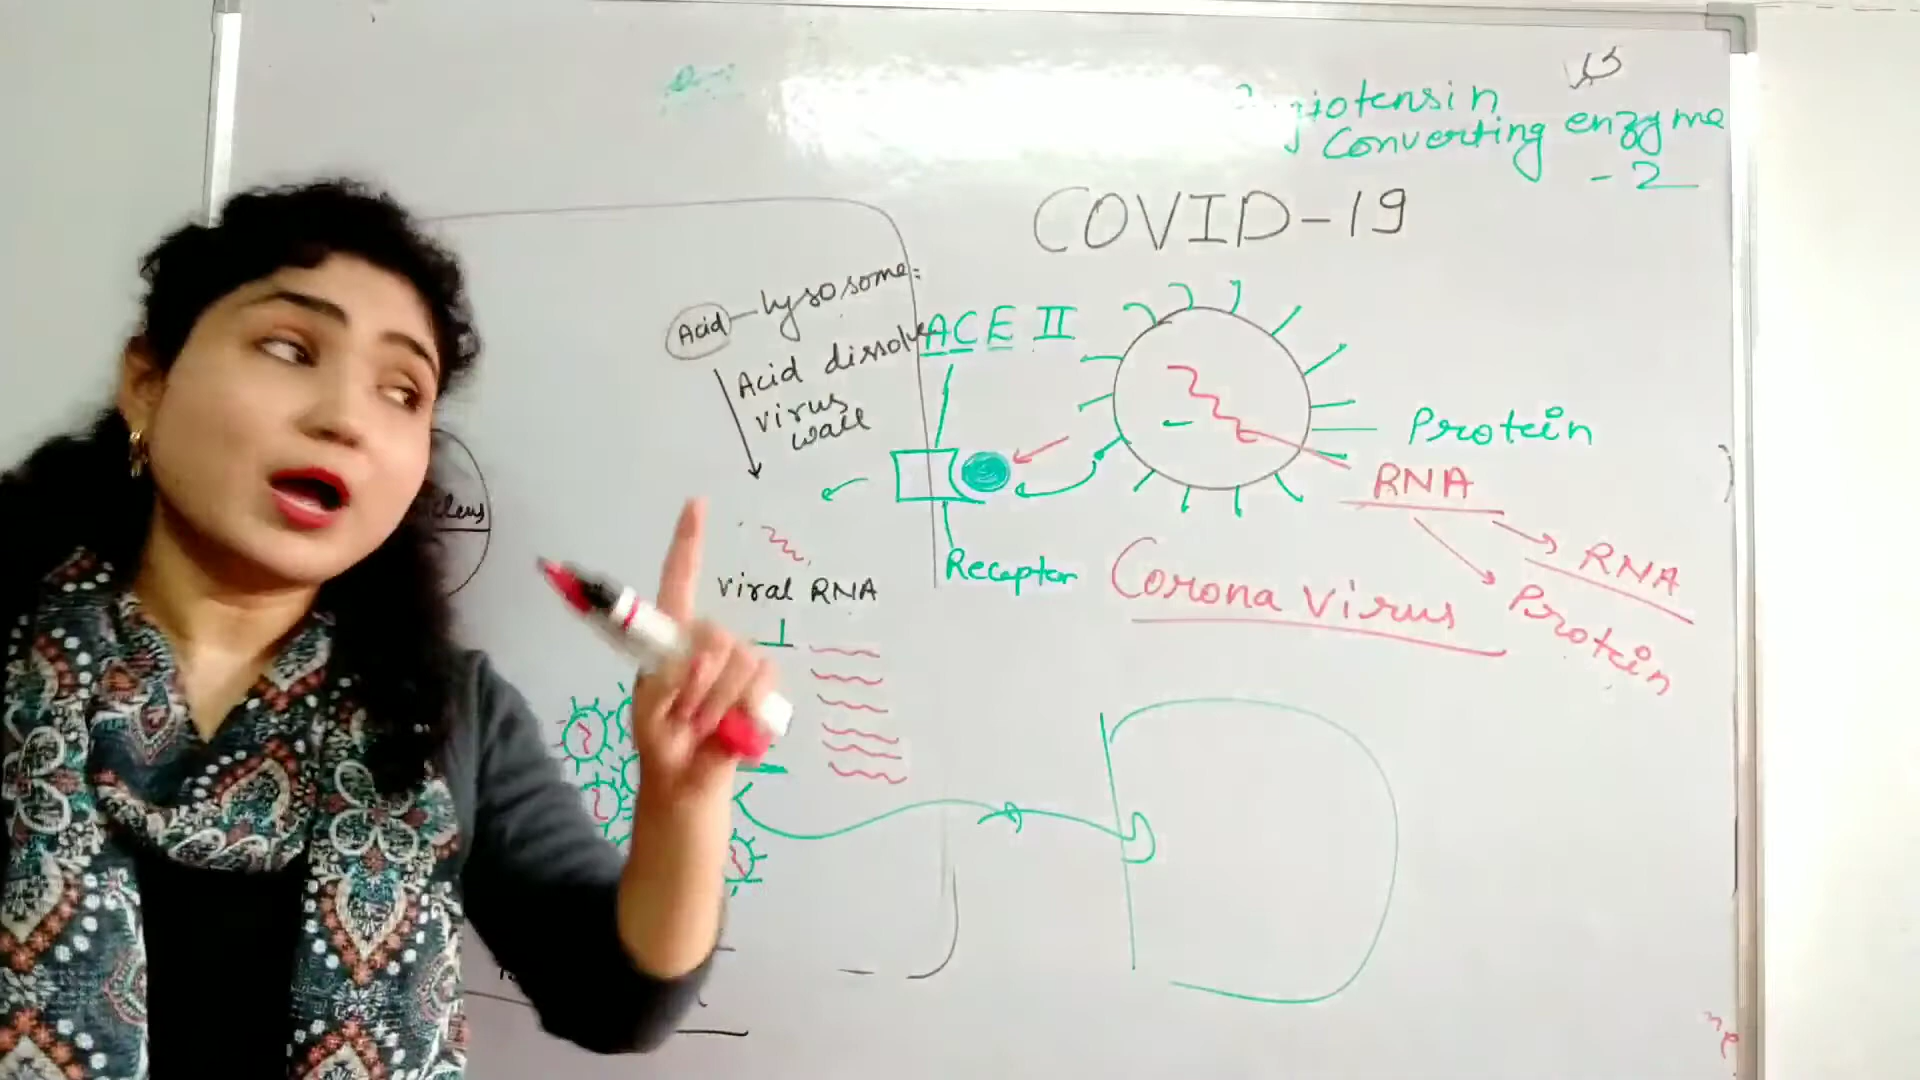 Converting enzyme
- 2
COVID-19
Acid - Lysosome:
Acid dissolve
virus
wall
ACE II
Protein
RNA
RNA
Protein
Receptor
Corona Virus
viral RNA